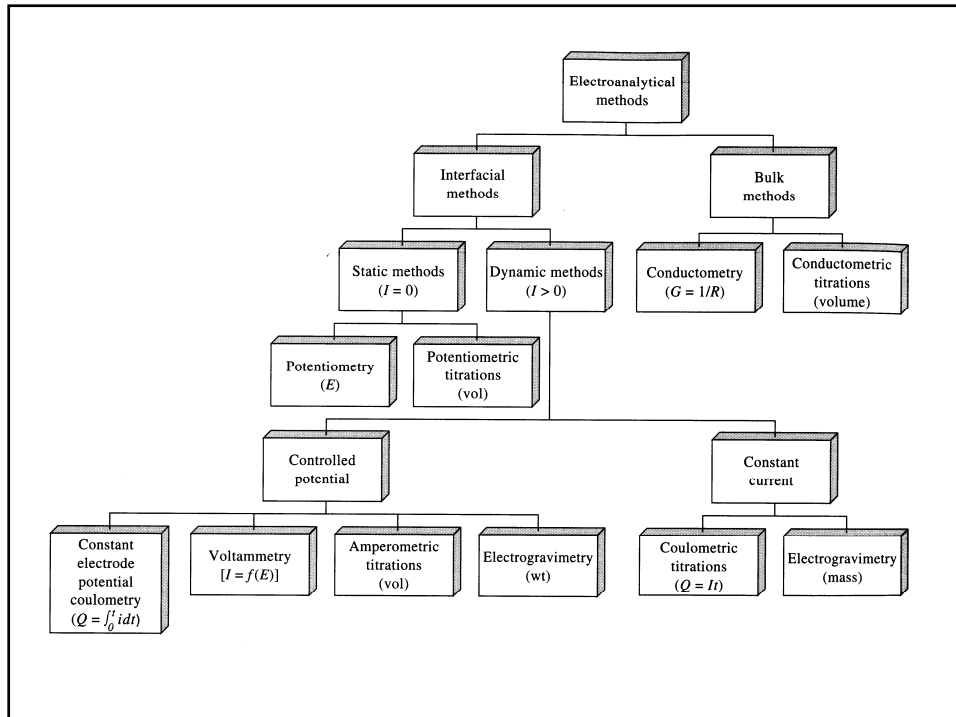 Electroanalytical
methods
Interfacial
methods
Bulk
methods
Static methods
(I = 0)
Dynamic methods
(I > 0)
Conductometry
(G = 1/R)
Conductometric
titrations
(volume)
Potentiometry
(E)
Potentiometric
titrations
(vol)
Controlled
potential
Constant
current
Constant
electrode
potential
coulometry
(Q = ∫₀ᵗ idt)
Voltammetry
[I = f(E)]
Amperometric
titrations
(vol)
Electrogravimetry
(wt)
Coulometric
titrations
(Q = It)
Electrogravimetry
(mass)